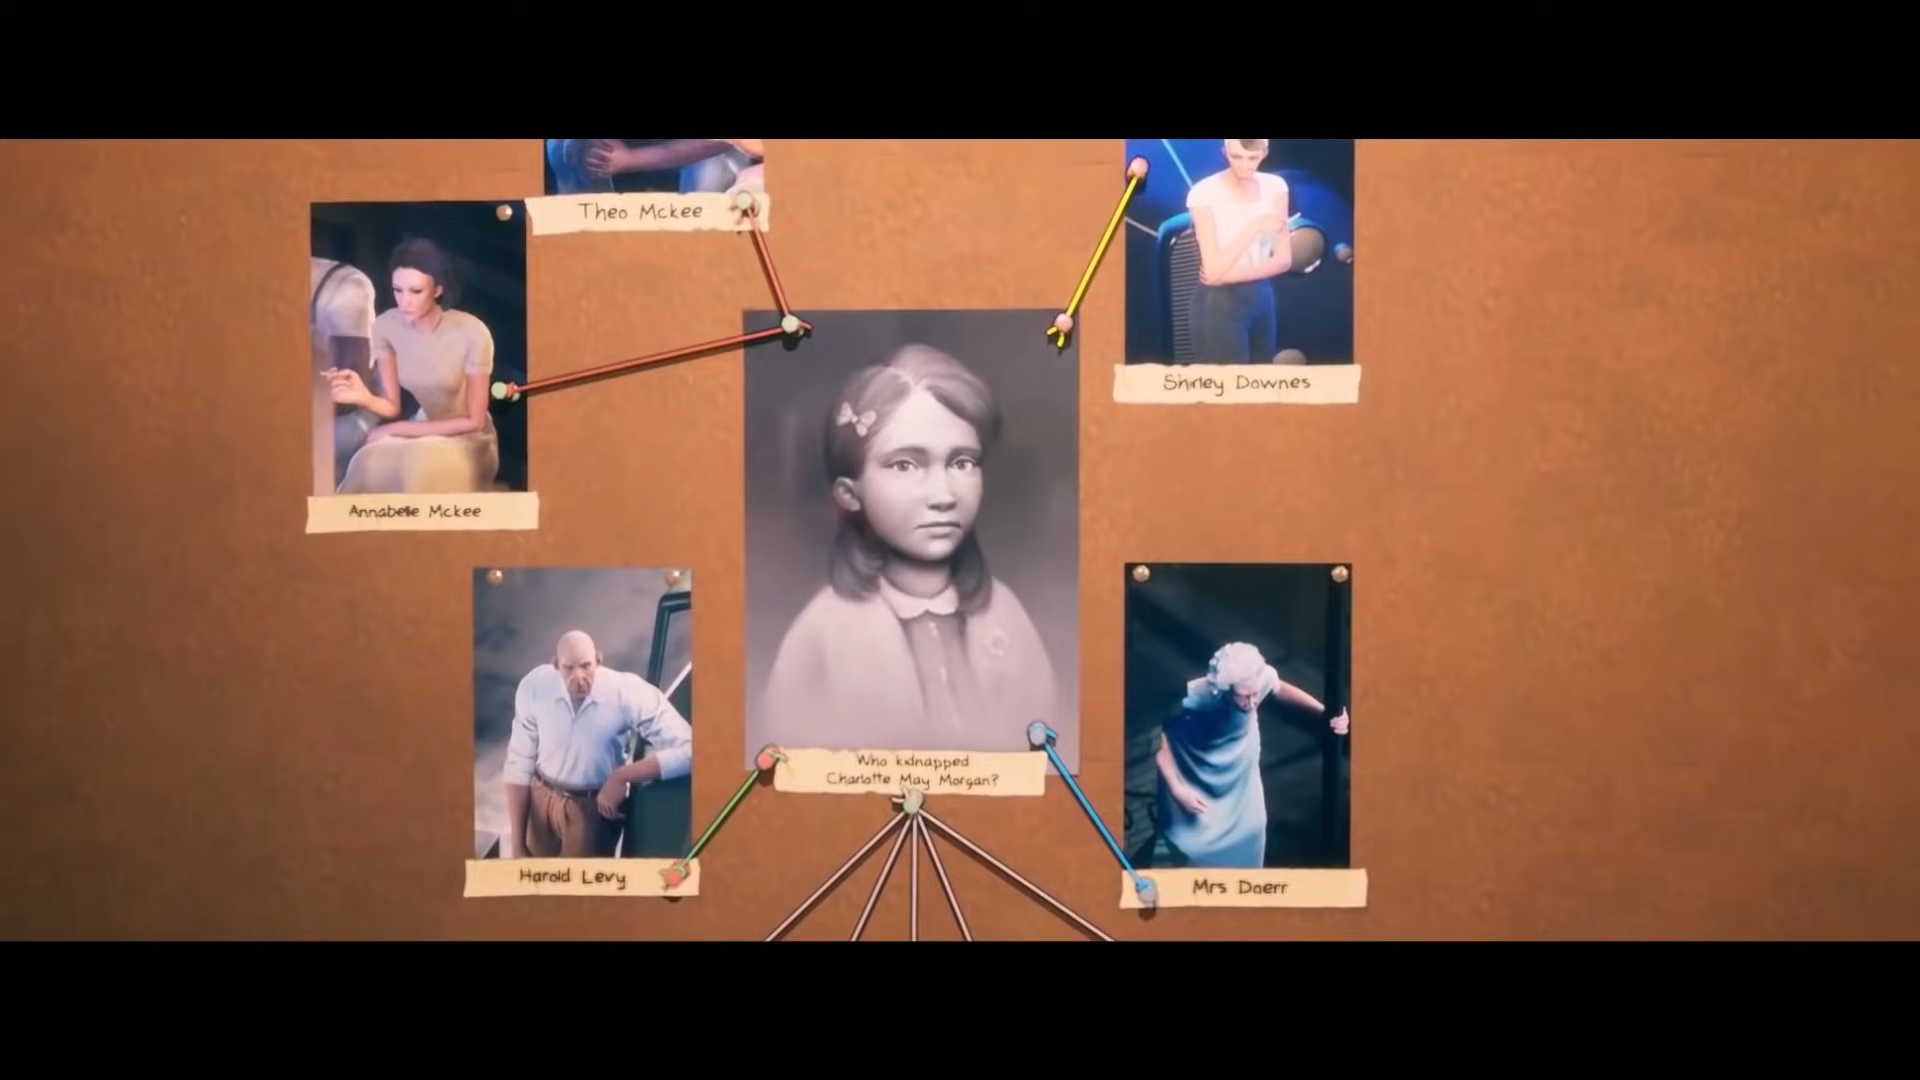 Theo Mckee
Shirley Downes
Annabelle Mckee
Who kidnapped
Charlotte May Morgan?
Harold Levy
Mrs Doerr